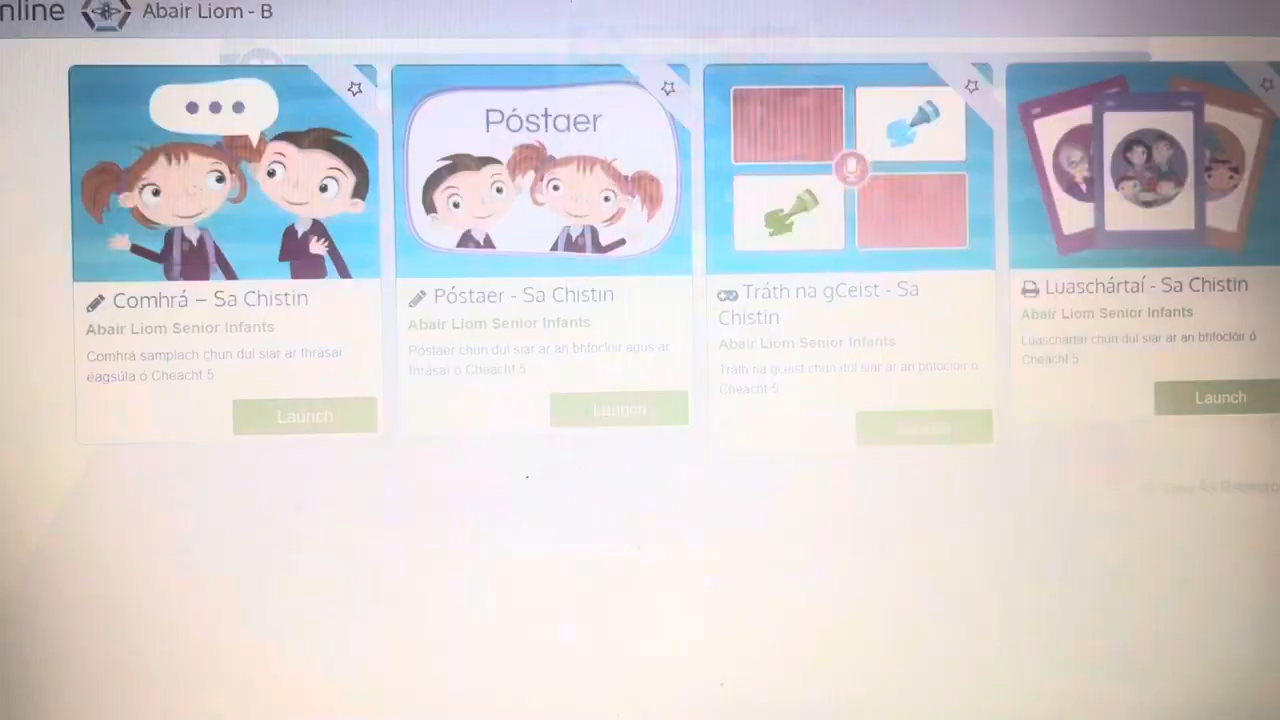 nline Abair Liom - B
Póstaer
Comhrá – Sa Chistin
Abair Liom Senior Infants
Comhrá samplach chun dul siar ar fhrásaí
éagsúla ó Cheacht 5
Launch
Póstaer - Sa Chistin
Abair Liom Senior Infants
Póstaer chun dul siar ar an bhfoclóir agus ar
fhrásaí ó Cheacht 5
Launch
Tráth na gCeist - Sa
Chistin
Abair Liom Senior Infants
Tráth na gceist chun dul siar ar an bhfoclóir ó
Cheacht 5
Luaschártaí - Sa Chistin
Abair Liom Senior Infants
Luaschártaí chun dul siar ar an bhfoclóir ó
Cheacht 5
Launch